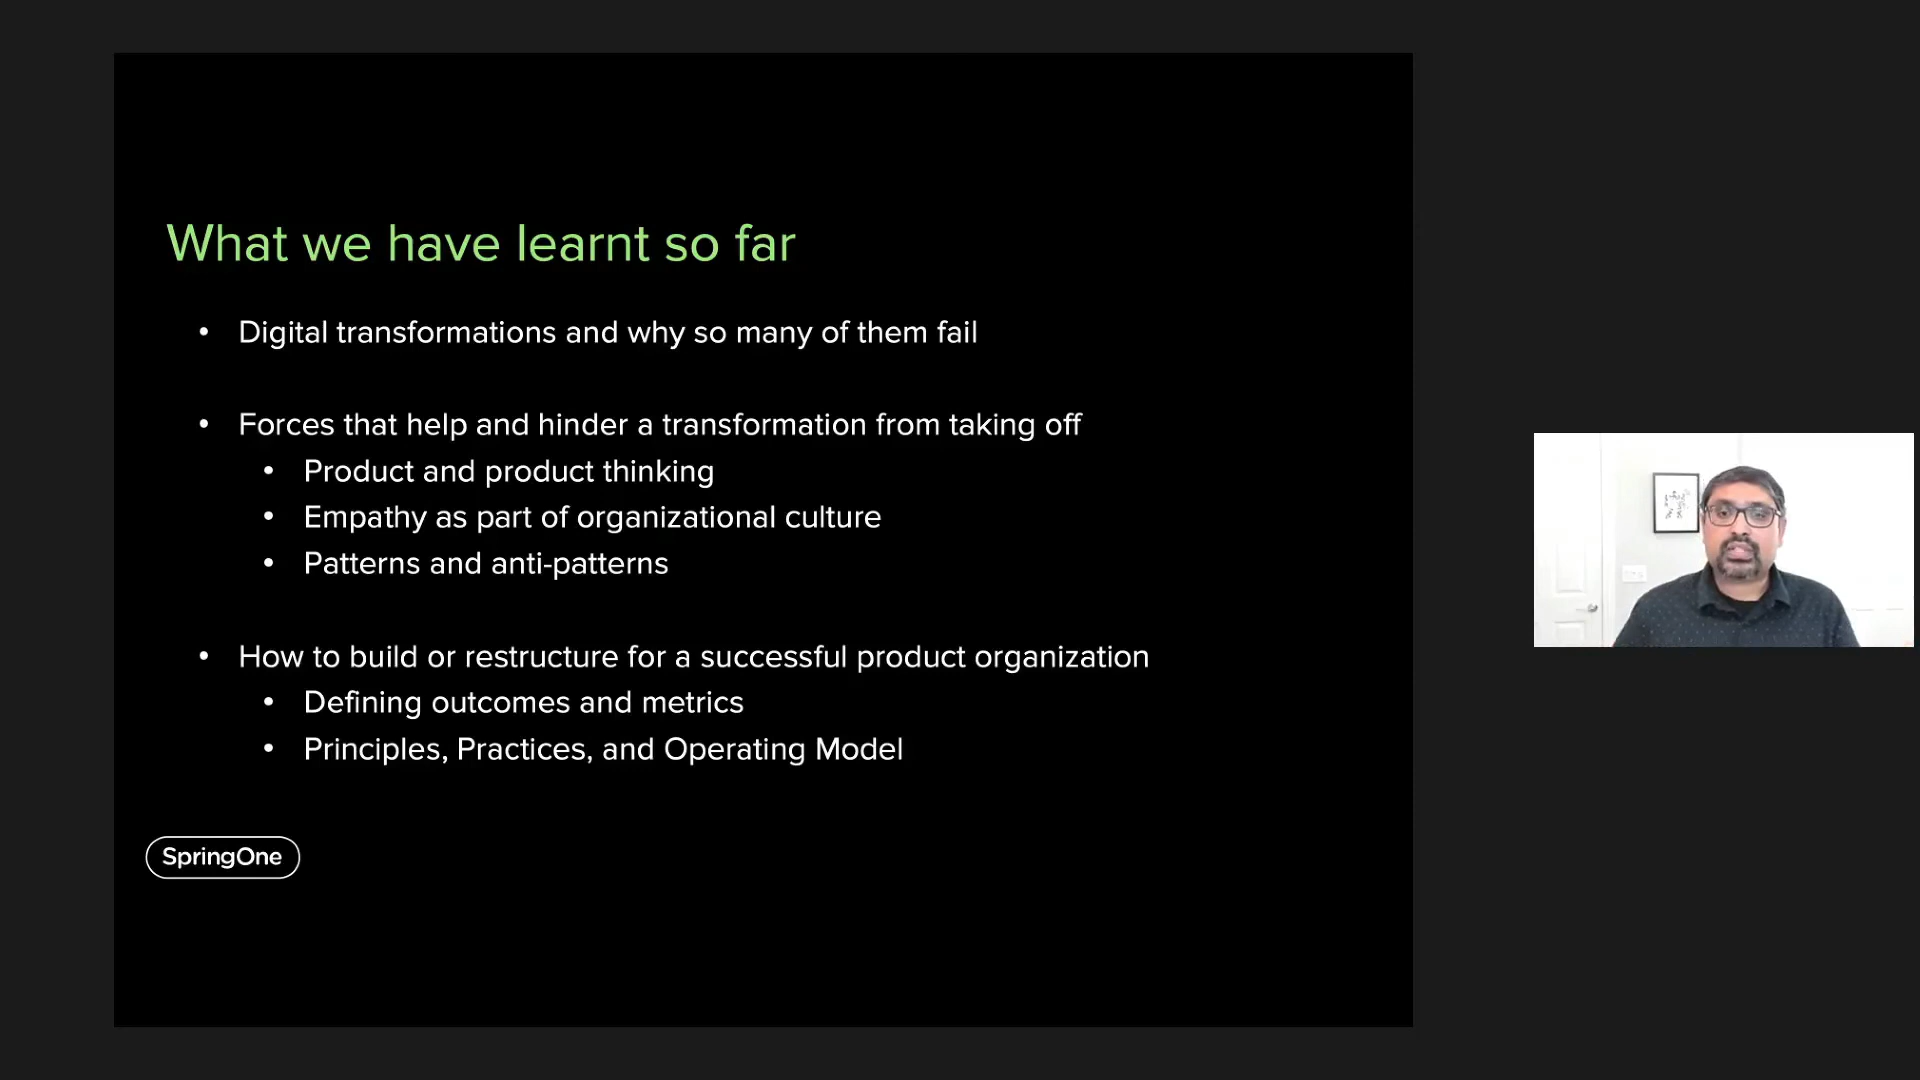 What we have learnt so far
• Digital transformations and why so many of them fail
• Forces that help and hinder a transformation from taking off
• Product and product thinking
• Empathy as part of organizational culture
• Patterns and anti-patterns
• How to build or restructure for a successful product organization
• Defining outcomes and metrics
• Principles, Practices, and Operating Model
SpringOne